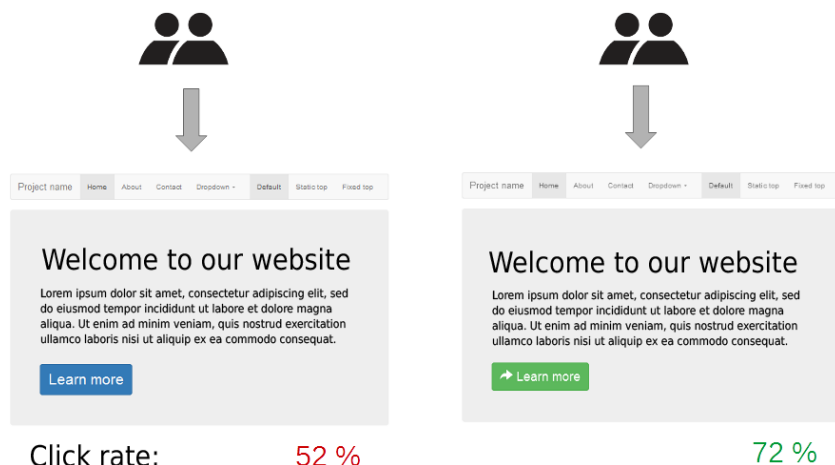 Project name Home About Contact Dropdown Default Static top Fixed top
Welcome to our website
Lorem ipsum dolor sit amet, consectetur adipiscing elit, sed
do eiusmod tempor incididunt ut labore et dolore magna
aliqua. Ut enim ad minim veniam, quis nostrud exercitation
ullamco laboris nisi ut aliquip ex ea commodo consequat.
Learn more
Click rate: 52 %
Project name Home About Contact Dropdown Default Static top Fixed top
Welcome to our website
Lorem ipsum dolor sit amet, consectetur adipiscing elit, sed
do eiusmod tempor incididunt ut labore et dolore magna
aliqua. Ut enim ad minim veniam, quis nostrud exercitation
ullamco laboris nisi ut aliquip ex ea commodo consequat.
Learn more
72 %